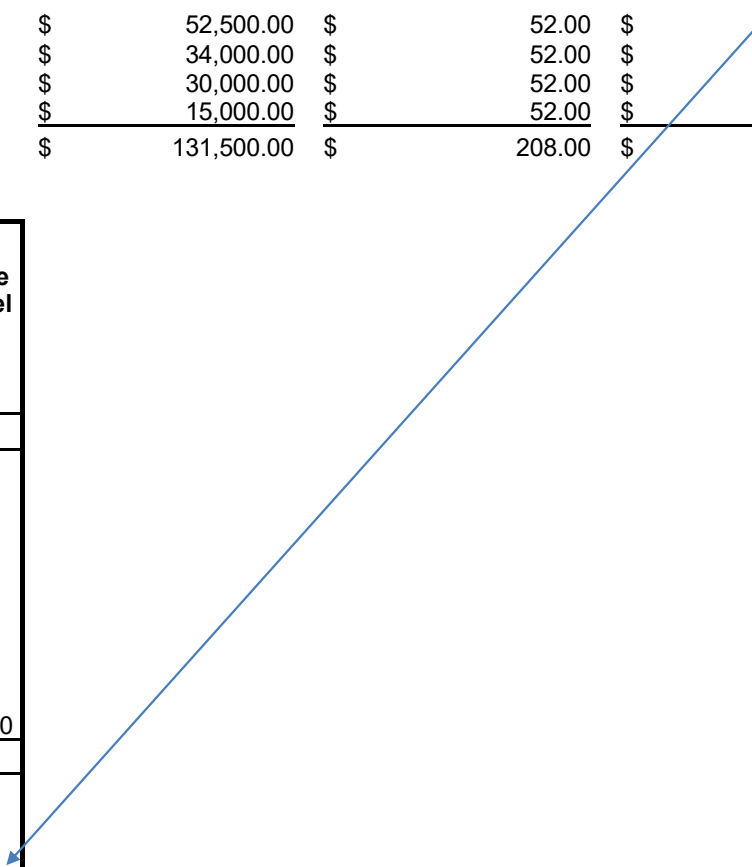 $ 52,500.00 $ 52.00 $
$ 34,000.00 $ 52.00 $
$ 30,000.00 $ 52.00 $
$ 15,000.00 $ 52.00 $
$ 131,500.00 $ 208.00 $
e
el
0